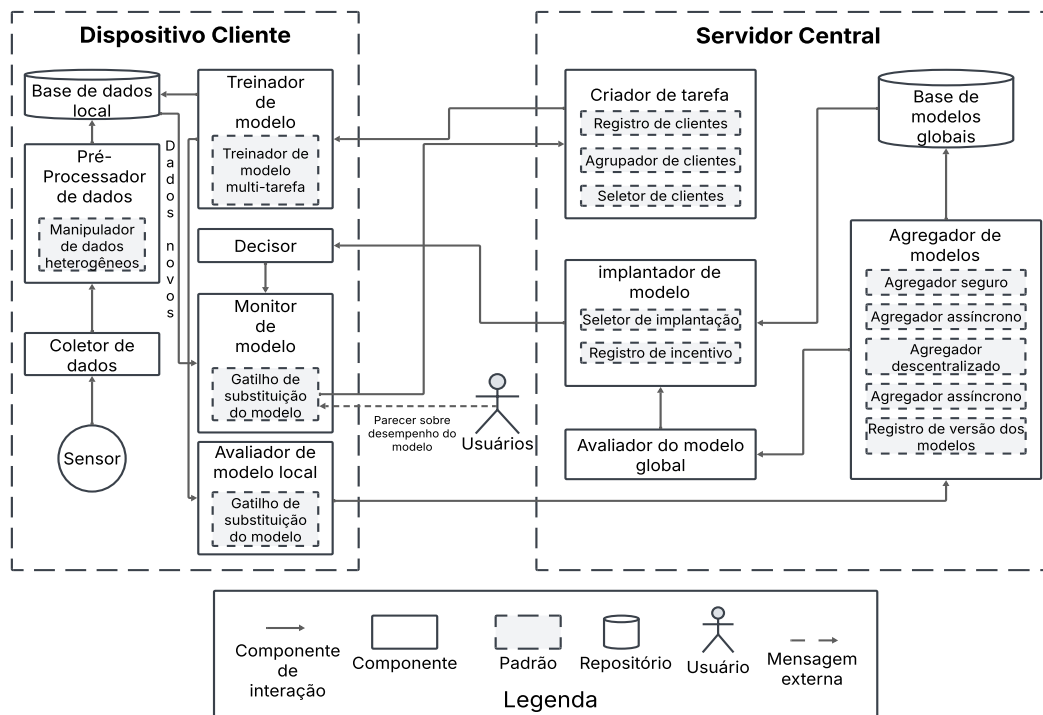 Dispositivo Cliente
Base de dados
local
Pré-
Processador
de dados
Manipulador
de dados
heterogêneos
Coletor de
dados
Sensor
Dados novos
Treinador
de
modelo
Treinador de
modelo
multi-tarefa
Decisor
Monitor
de
modelo
Gatilho de
substituição
do modelo
Avaliador de
modelo local
Gatilho de
substituição
do modelo
Parecer sobre
desempenho do
modelo
Usuários
Servidor Central
Criador de tarefa
Registro de clientes
Agrupador de clientes
Seletor de clientes
implantador de
modelo
Seletor de implantação
Registro de incentivo
Avaliador do modelo
global
Base de
modelos
globais
Agregador de
modelos
Agregador seguro
Agregador assíncrono
Agregador
descentralizado
Agregador assíncrono
Registro de versão dos
modelos
Componente
de
interação
Componente
Padrão
Repositório
Usuário
Mensagem
externa
Legenda